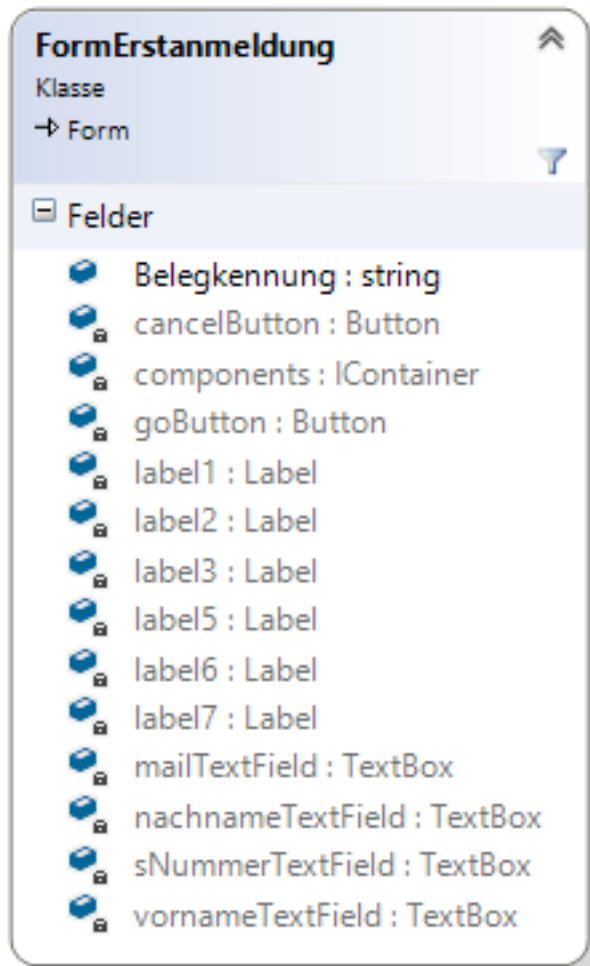 FormErstanmeldung
Klasse
Form
Felder
Belegkennung : string
cancelButton : Button
components : IContainer
goButton : Button
label1 : Label
label2 : Label
label3 : Label
label5 : Label
label6 : Label
label7 : Label
mailTextField : TextBox
nachnameTextField : TextBox
sNummerTextField : TextBox
vornameTextField : TextBox